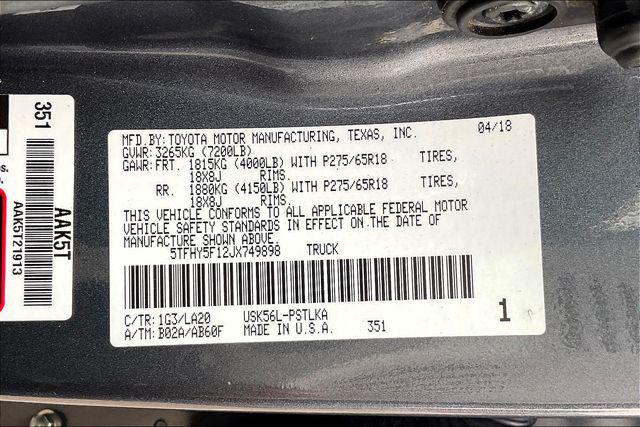 351
AAK5T
AAK5T21913
MFD.BY:TOYOTA MOTOR MANUFACTURING, TEXAS, INC. 04/18
GVWR:3265KG (7200LB)
GAWR:FRT. 1815KG (4000LB) WITH P275/65R18 TIRES,
18X8J RIMS.
RR. 1880KG (4150LB) WITH P275/65R18 TIRES,
18X8J RIMS.
THIS VEHICLE CONFORMS TO ALL APPLICABLE FEDERAL MOTOR
VEHICLE SAFETY STANDARDS IN EFFECT ON THE DATE OF
MANUFACTURE SHOWN ABOVE.
5TFHY5F12JX749898 TRUCK
C/TR:1G3/LA20 USK56L-PSTLKA
A/TM:B02A/AB60F MADE IN U.S.A. 351
1